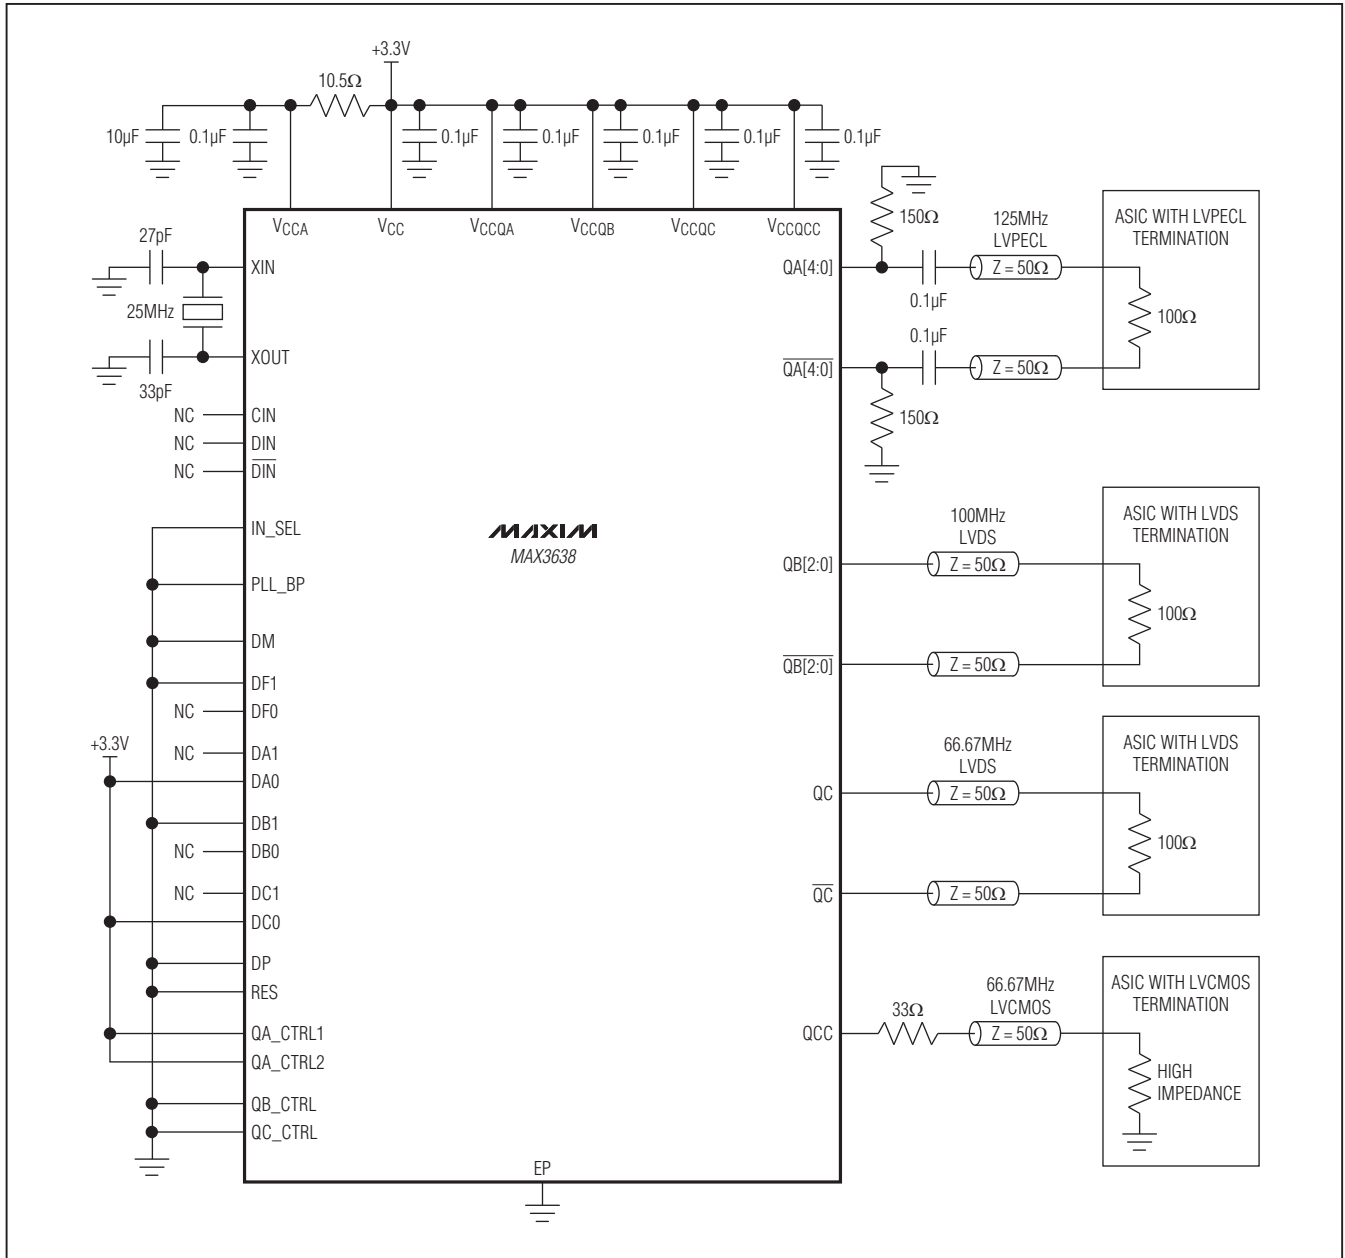 +3.3V
10.5Ω
10µF
0.1µF
0.1µF
0.1µF
0.1µF
0.1µF
0.1µF
VCCA
VCC
VCCQA
VCCQB
VCCQC
VCCQCC
27pF
25MHz
33pF
XIN
XOUT
NC
CIN
NC
DIN
NC
DIN
IN_SEL
PLL_BP
DM
DF1
NC
DF0
+3.3V
NC
DA1
DA0
DB1
NC
DB0
NC
DC1
DC0
DP
RES
QA_CTRL1
QA_CTRL2
QB_CTRL
QC_CTRL
MAXIM
MAX3638
EP
QA[4:0]
150Ω
0.1µF
125MHz
LVPECL
Z = 50Ω
ASIC WITH LVPECL
TERMINATION
100Ω
QA[4:0]
0.1µF
150Ω
Z = 50Ω
QB[2:0]
100MHz
LVDS
Z = 50Ω
ASIC WITH LVDS
TERMINATION
100Ω
QB[2:0]
Z = 50Ω
QC
66.67MHz
LVDS
Z = 50Ω
ASIC WITH LVDS
TERMINATION
100Ω
QC
Z = 50Ω
QCC
33Ω
66.67MHz
LVCMOS
Z = 50Ω
ASIC WITH LVCMOS
TERMINATION
HIGH
IMPEDANCE